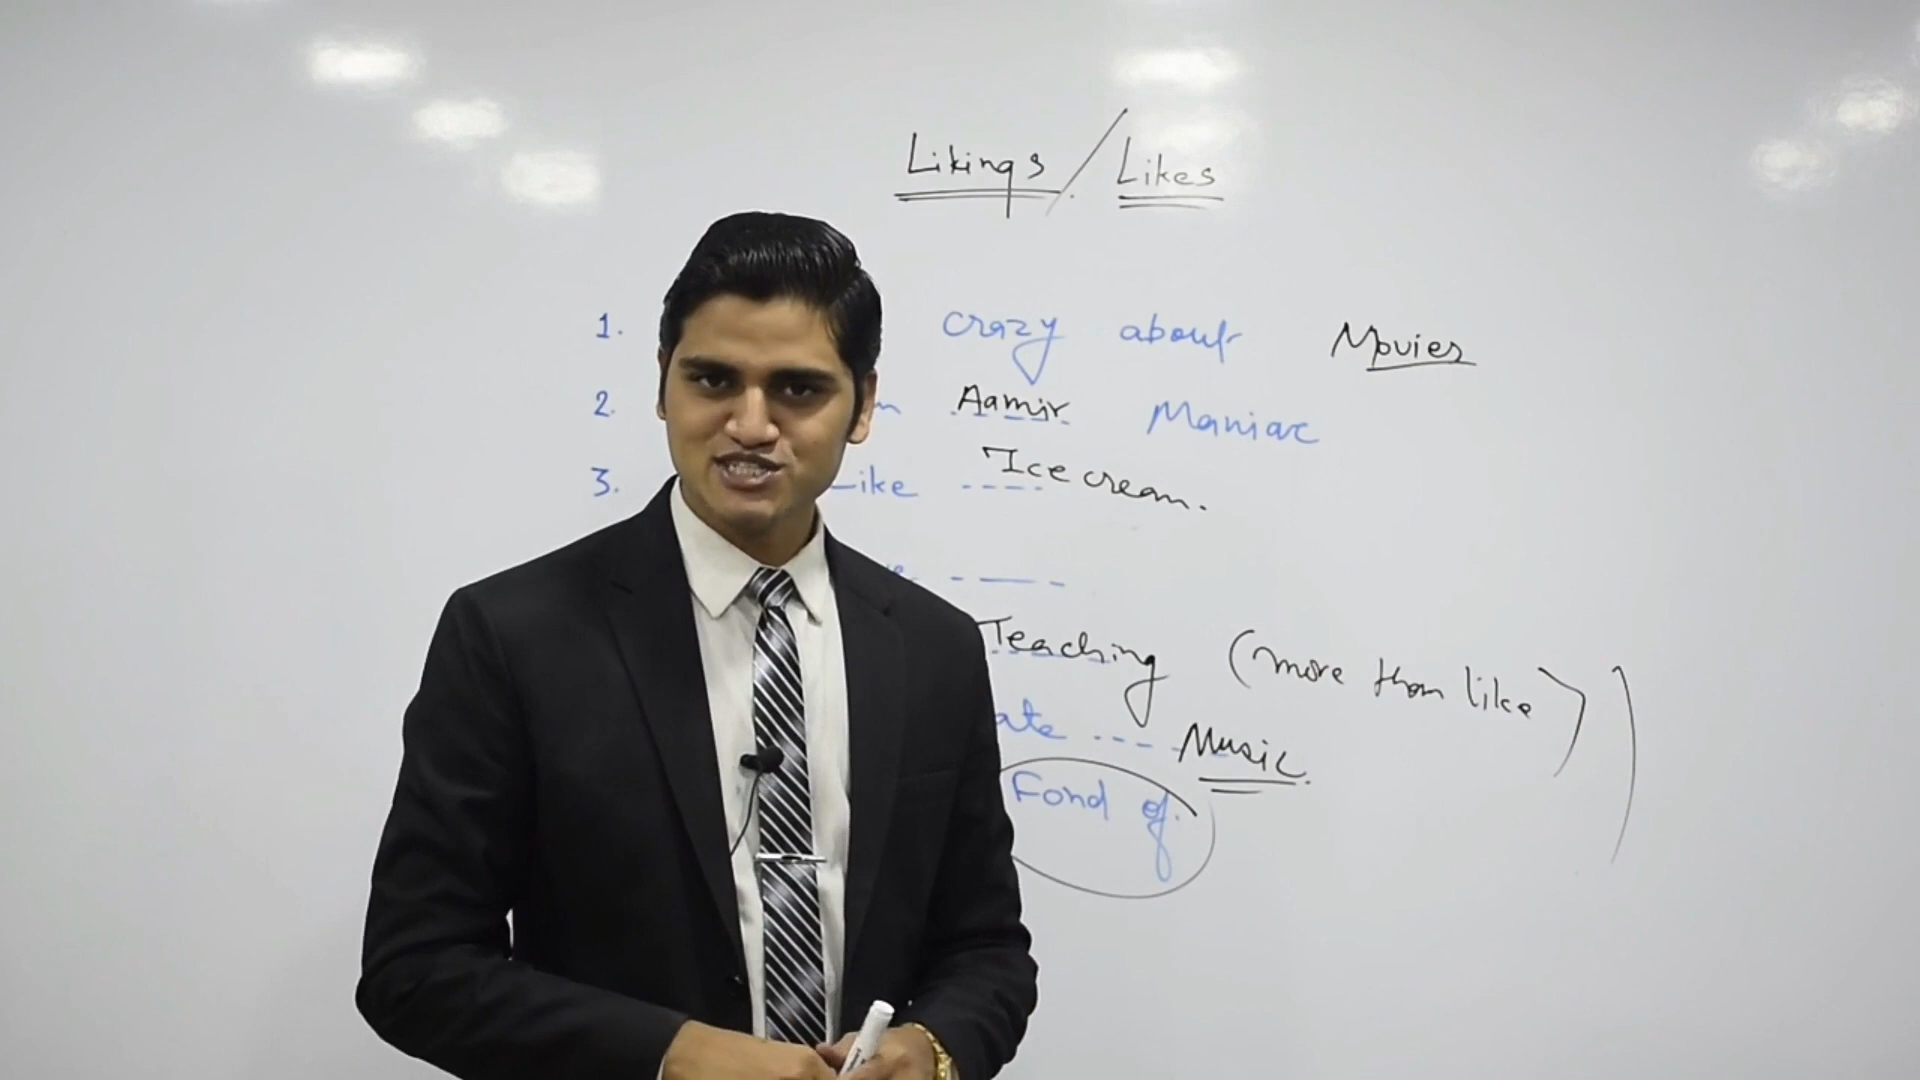 Likings / Likes
1. crazy about Movies
2. Aamir Maniac
3. Like Ice cream.
Teaching (more than like)
Music.
Fond of.